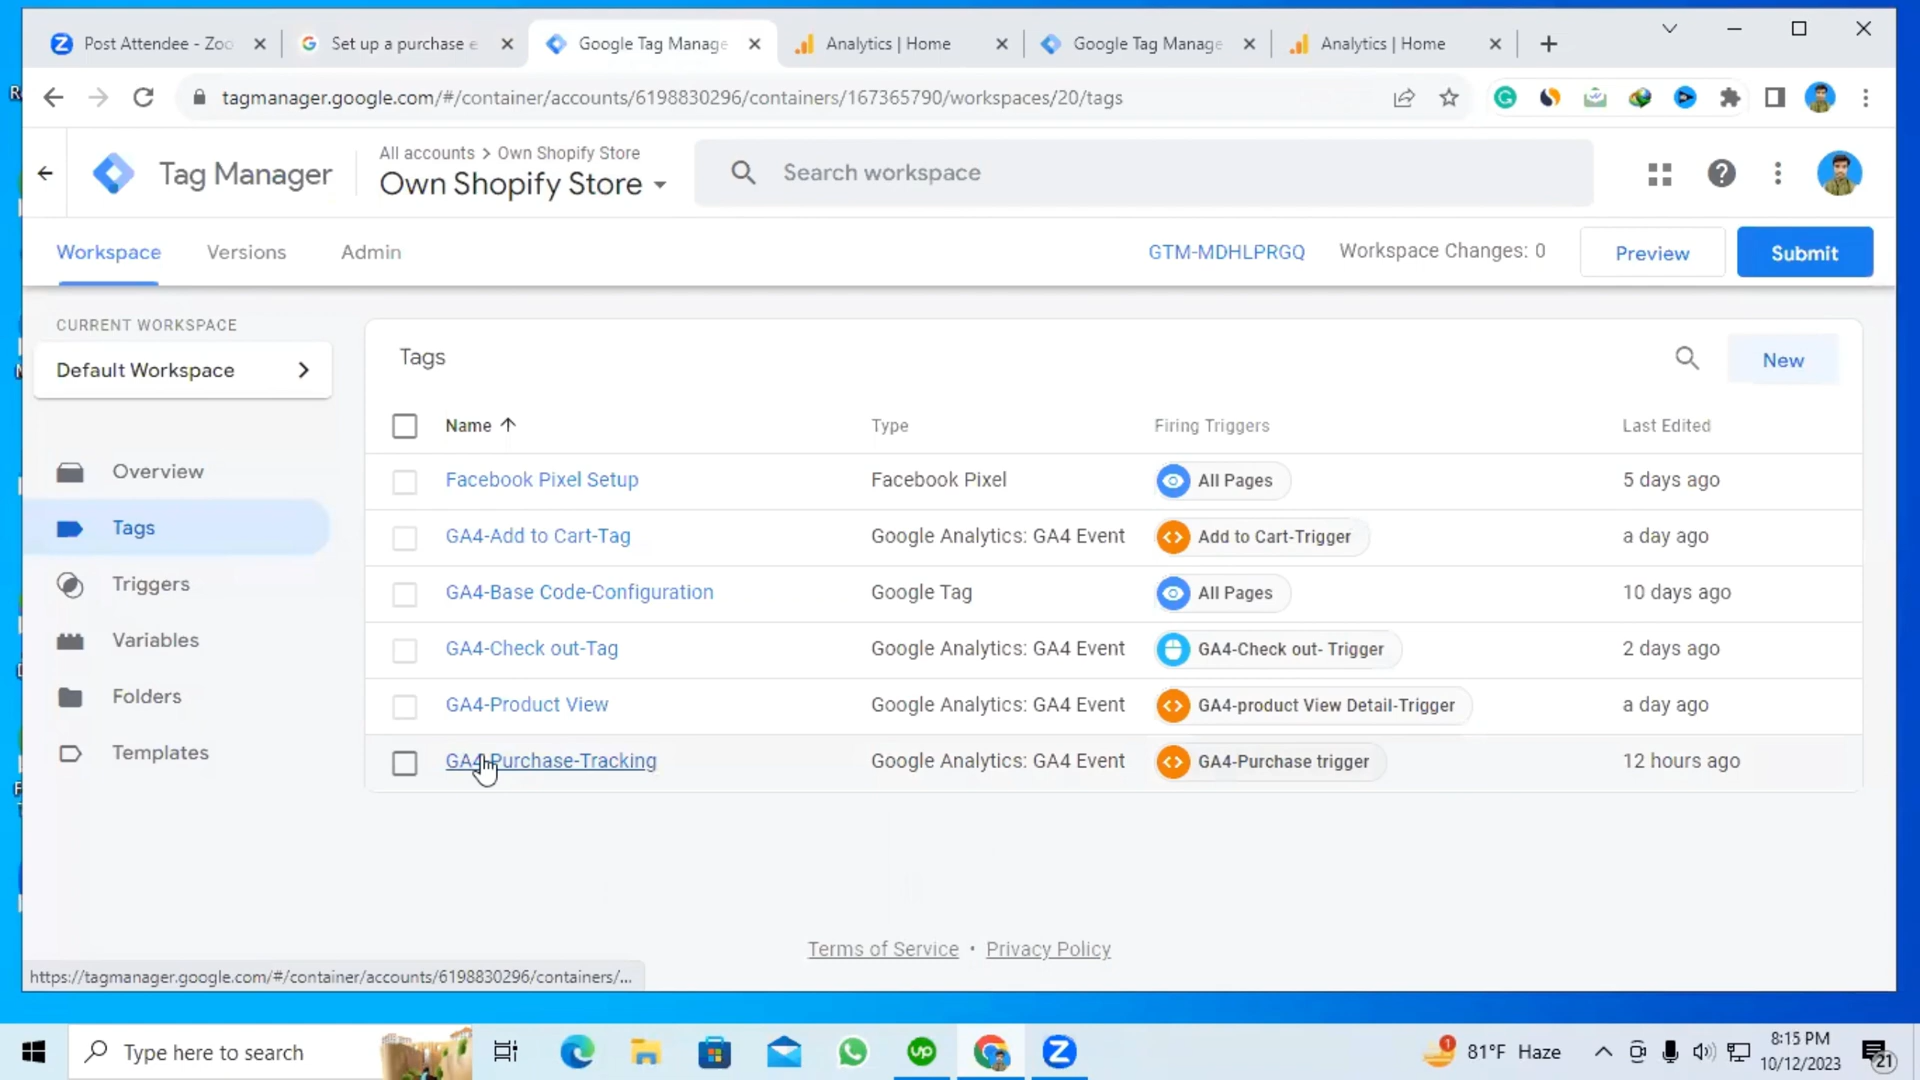 Post Attendee - Zoo
Set up a purchase e
Google Tag Manage
Analytics | Home
Google Tag Manage
Analytics | Home
tagmanager.google.com/#/container/accounts/6198830296/containers/167365790/workspaces/20/tags
Tag Manager
All accounts > Own Shopify Store
Own Shopify Store
Search workspace
Workspace
Versions
Admin
GTM-MDHLPRGQ
Workspace Changes: 0
Preview
Submit
CURRENT WORKSPACE
Default Workspace
Overview
Tags
Triggers
Variables
Folders
Templates
Tags
New
Name Type Firing Triggers Last Edited
Facebook Pixel Setup Facebook Pixel All Pages 5 days ago
GA4-Add to Cart-Tag Google Analytics: GA4 Event Add to Cart-Trigger a day ago
GA4-Base Code-Configuration Google Tag All Pages 10 days ago
GA4-Check out-Tag Google Analytics: GA4 Event GA4-Check out- Trigger 2 days ago
GA4-Product View Google Analytics: GA4 Event GA4-product View Detail-Trigger a day ago
GA4-Purchase-Tracking Google Analytics: GA4 Event GA4-Purchase trigger 12 hours ago
Terms of Service • Privacy Policy
https://tagmanager.google.com/#/container/accounts/6198830296/containers/...
Type here to search
up
Z
1
81°F Haze
8:15 PM
10/12/2023
21